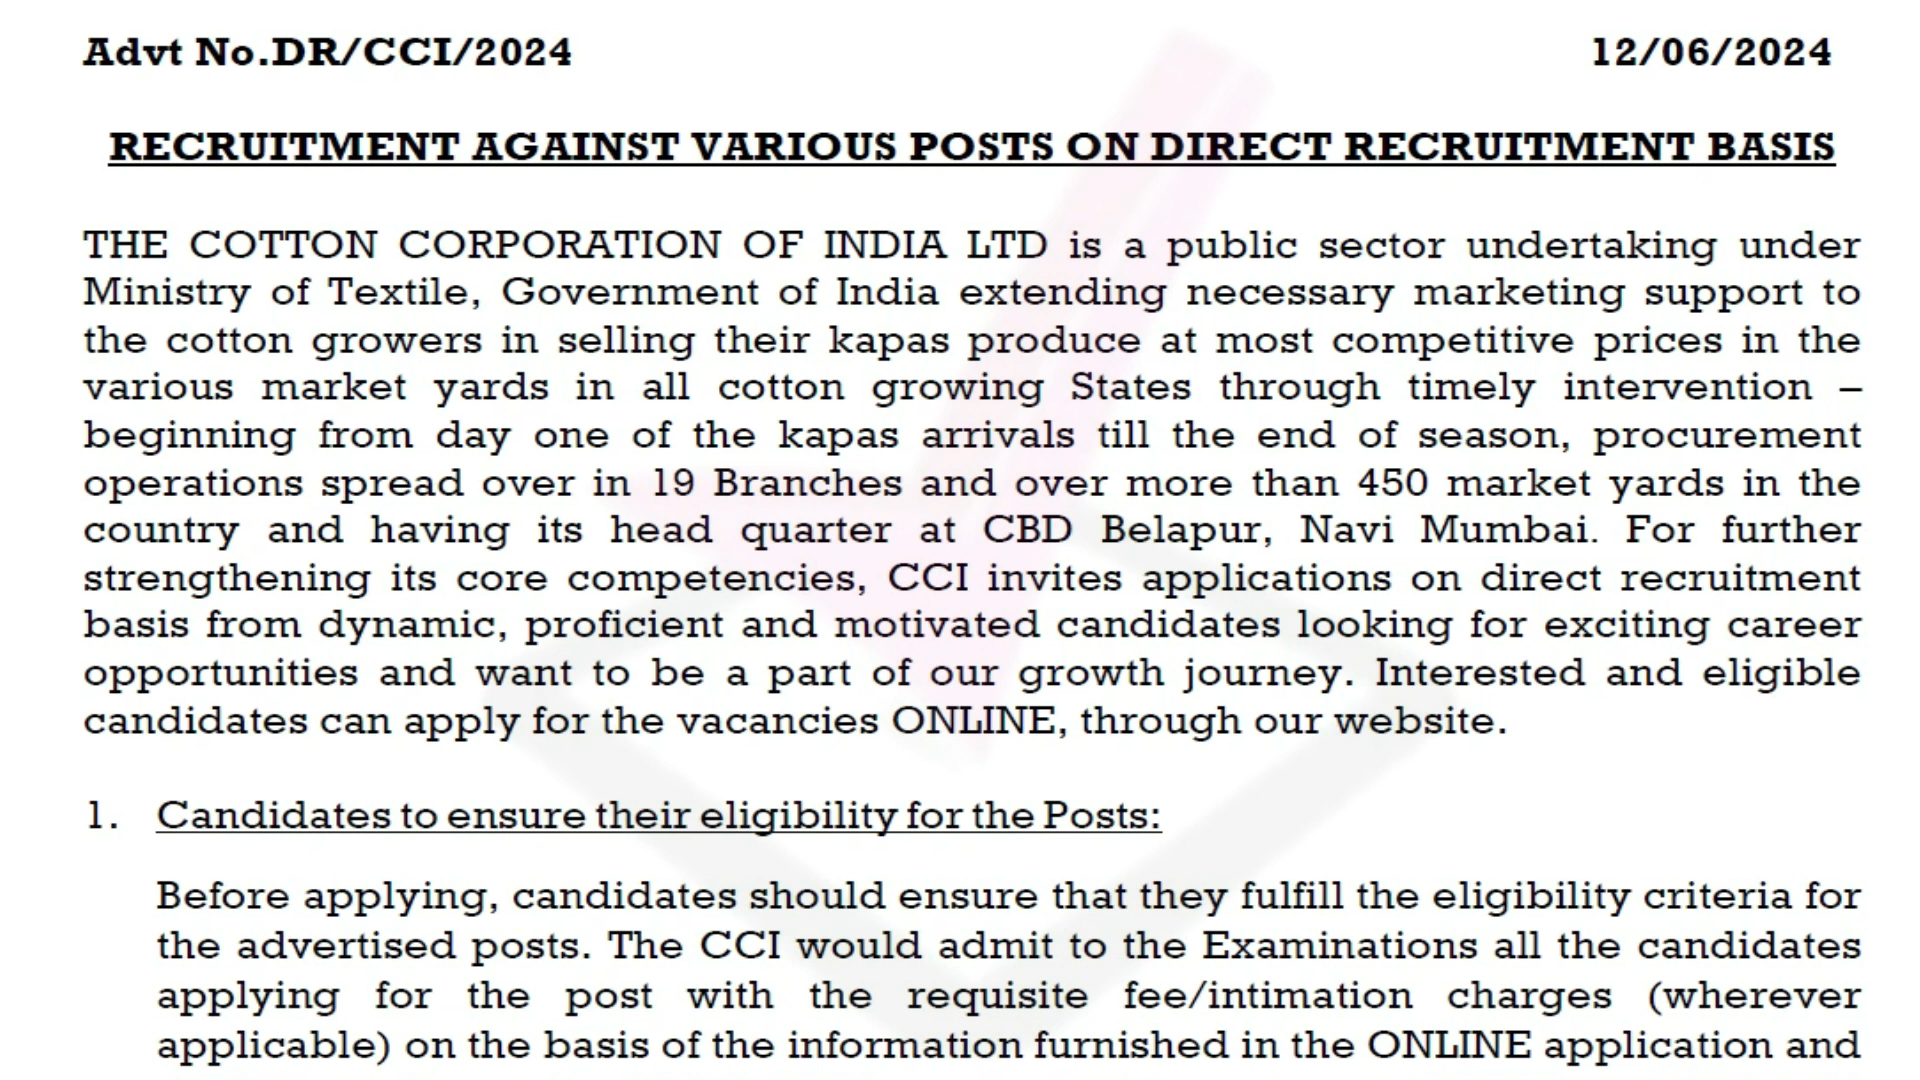 Advt No.DR/CCI/2024 12/06/2024
RECRUITMENT AGAINST VARIOUS POSTS ON DIRECT RECRUITMENT BASIS
THE COTTON CORPORATION OF INDIA LTD is a public sector undertaking under
Ministry of Textile, Government of India extending necessary marketing support to
the cotton growers in selling their kapas produce at most competitive prices in the
various market yards in all cotton growing States through timely intervention –
beginning from day one of the kapas arrivals till the end of season, procurement
operations spread over in 19 Branches and over more than 450 market yards in the
country and having its head quarter at CBD Belapur, Navi Mumbai. For further
strengthening its core competencies, CCI invites applications on direct recruitment
basis from dynamic, proficient and motivated candidates looking for exciting career
opportunities and want to be a part of our growth journey. Interested and eligible
candidates can apply for the vacancies ONLINE, through our website.
1. Candidates to ensure their eligibility for the Posts:
Before applying, candidates should ensure that they fulfill the eligibility criteria for
the advertised posts. The CCI would admit to the Examinations all the candidates
applying for the post with the requisite fee/intimation charges (wherever
applicable) on the basis of the information furnished in the ONLINE application and